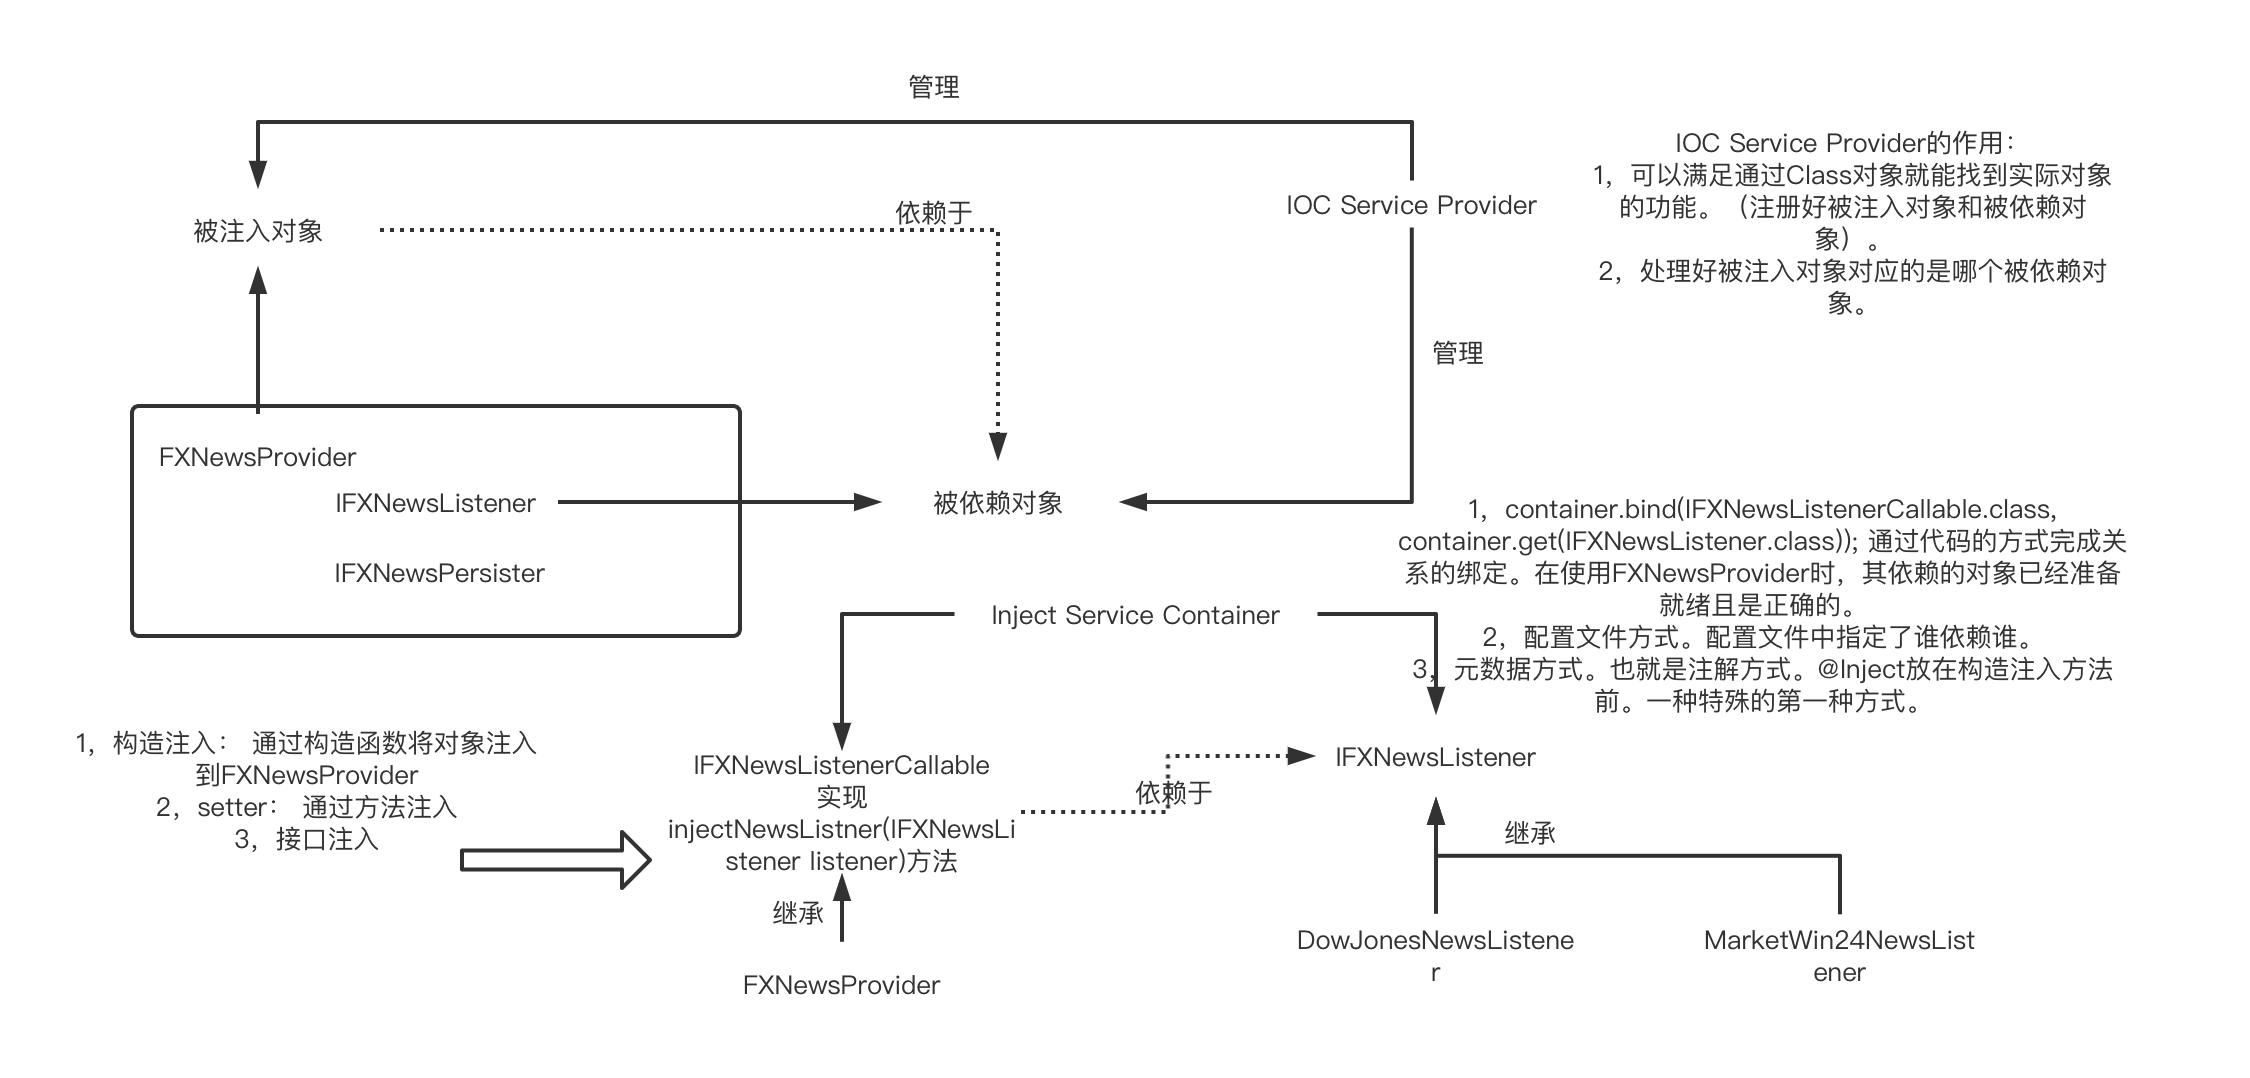 管理
IOC Service Provider的作用：
1，可以满足通过Class对象就能找到实际对象
的功能。（注册好被注入对象和被依赖对
象）。
2，处理好被注入对象对应的是哪个被依赖对
象。
IOC Service Provider
依赖于
被注入对象
管理
FXNewsProvider
IFXNewsListener
被依赖对象
IFXNewsPersister
1，container.bind(IFXNewsListenerCallable.class,
container.get(IFXNewsListener.class)); 通过代码的方式完成关
系的绑定。在使用FXNewsProvider时，其依赖的对象已经准备
就绪且是正确的。
2，配置文件方式。配置文件中指定了谁依赖谁。
3，元数据方式。也就是注解方式。@Inject放在构造注入方法
前。一种特殊的第一种方式。
Inject Service Container
1，构造注入： 通过构造函数将对象注入
到FXNewsProvider
2，setter： 通过方法注入
3，接口注入
IFXNewsListenerCallable
实现
injectNewsListner(IFXNewsLi
stener listener)方法
依赖于
IFXNewsListener
继承
继承
FXNewsProvider
DowJonesNewsListene
r
MarketWin24NewsList
ener